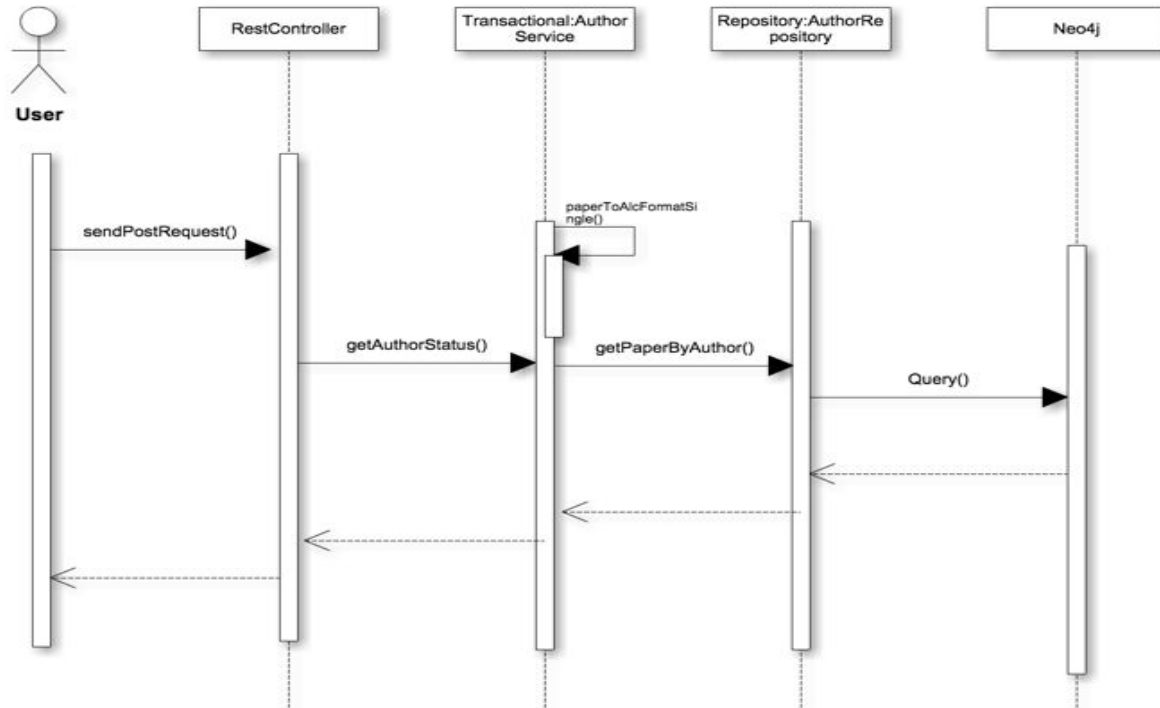 RestController
Transactional:Author
Service
Repository:AuthorRe
pository
Neo4j
User
paperToAlcFormatSi
ngle()
sendPostRequest()
getAuthorStatus()
getPaperByAuthor()
Query()